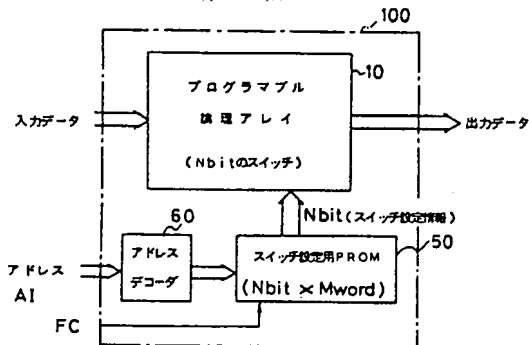 100
10
プログラマブル
論理アレイ
(Nbitのスイッチ)
入力データ
出力データ
Nbit(スイッチ設定情報)
60
アドレス
デコーダ
50
スイッチ設定用PROM
(Nbit × Mword)
アドレス
AI
FC